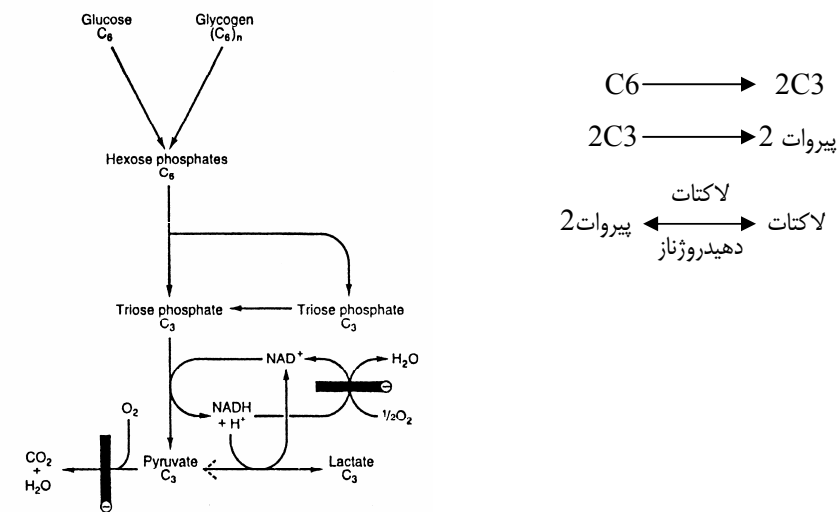 Glucose
C6
Glycogen
(C6)n
Hexose phosphates
C6
Triose phosphate
C3
Triose phosphate
C3
NAD+
H2O
NADH
+ H+
1/2O2
O2
CO2
+
H2O
Pyruvate
C3
Lactate
C3
C6 → 2C3
2C3 → 2 پیروات
لاکتات
2پیروات ↔ لاکتات
دهیدروژناز